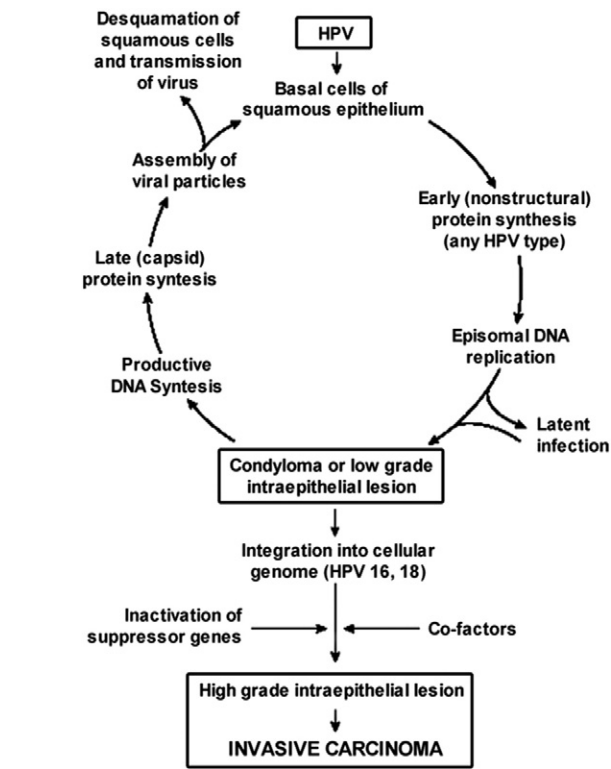 HPV
Basal cells of
squamous epithelium
Early (nonstructural)
protein synthesis
(any HPV type)
Episomal DNA
replication
Latent
infection
Condyloma or low grade
intraepithelial lesion
Productive
DNA Syntesis
Late (capsid)
protein syntesis
Assembly of
viral particles
Desquamation of
squamous cells
and transmission
of virus
Integration into cellular
genome (HPV 16, 18)
Inactivation of
suppressor genes
Co-factors
High grade intraepithelial lesion
INVASIVE CARCINOMA